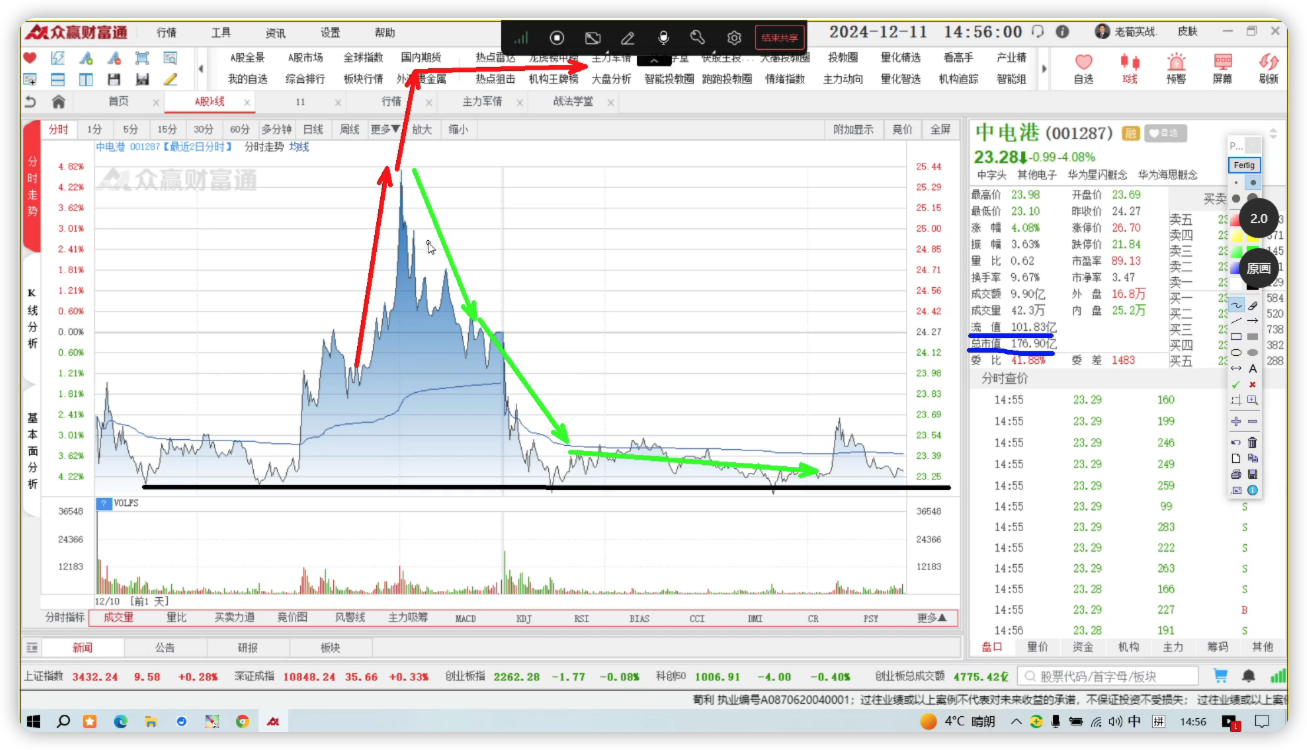 众赢财富通 行情 工具 资讯 设置 帮助
结束共享
2024-12-11 14:56:00 老荀实战. 皮肤
A股全景 A股市场 全球指数 国内期货 热点雷达 龙虎榜中榜 主力军情 投教圈 量化精选 看高手 产业精
我的自选 综合排行 板块行情 热点狙击 机构王牌榜 大盘分析 智能投教圈 跑跑投教圈 情绪指数 主力动向 量化智选 机构追踪 智能组
自选 均线 预警 屏幕 刷新
首页 A股k线 11 行情 主力军情 战法学堂
分时 1分 5分 15分 30分 60分 多分钟 日线 周线 更多▼ 放大 缩小 附加显示 竞价 全屏
中电港 001287【最近2日分时】 分时走势 均线
众赢财富通
分时走势
K线分析
基本面分析
4.82% 25.44
4.22% 25.29
3.62% 25.15
3.01% 25.00
2.41% 24.85
1.81% 24.71
1.21% 24.56
0.60% 24.42
0.00% 24.27
0.60% 24.12
1.21% 23.98
1.81% 23.83
2.41% 23.69
3.01% 23.54
3.62% 23.39
4.22% 23.25
? VOLFS
36548 36548
24366 24366
12183 12183
12/10 [前1 天]
分时指标 成交量 量比 买卖力道 竞价图 风警线 主力吸筹 MACD KDJ RSI BIAS CCI DMI CR PSY 更多▲
新闻 公告 研报 板块
中电港 (001287) 融 自选
23.28 -0.99 -4.08%
中字头 其他电子 华为星闪概念 华为海思概念
最高价 23.98 开盘价 23.69
最低价 23.10 昨收价 24.27
涨 幅 4.08% 涨停价 26.70
振 幅 3.63% 跌停价 21.84
量 比 0.62 市盈率 89.13
换手率 9.67% 市净率 3.47
成交额 9.90亿 外 盘 16.8万
成交量 42.3万 内 盘 25.2万
流 值 101.83亿
总市值 176.90亿
委 比 41.88% 委 差 1483
买卖
卖五
卖四
卖三
卖二
卖一
买一 584
买二 520
买三 738
买四 382
买五 288
P...
Fertig
2.0
原画
分时查价
14:55 23.29 160
14:55 23.29 199
14:55 23.29 246
14:55 23.29 249
14:55 23.29 259
14:55 23.29 99 S
14:55 23.29 283 S
14:55 23.29 222 S
14:55 23.29 263 S
14:55 23.28 166 S
14:55 23.29 227 B
14:56 23.28 191 S
盘口 量价 资金 机构 主力 筹码 其他
上证指数 3432.24 9.58 +0.28% 深证成指 10848.24 35.66 +0.33% 创业板指 2262.28 -1.77 -0.08% 科创50 1006.91 -4.00 -0.40% 创业板总成交额 4775.42亿 股票代码/首字母/板块
荀利 执业编号A0870620040001；过往业绩或以上案例不代表对未来收益的承诺，不保证投资不受损失； 过往业绩或以上案
4°C 晴朗 中 拼 14:56